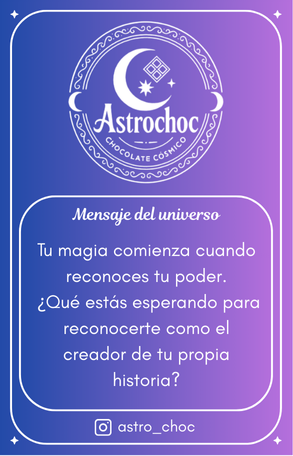 Astrochoc
CHOCOLATE CÓSMICO
Mensaje del universo
Tu magia comienza cuando
reconoces tu poder.
¿Qué estás esperando para
reconocerte como el
creador de tu propia
historia?
astro_choc